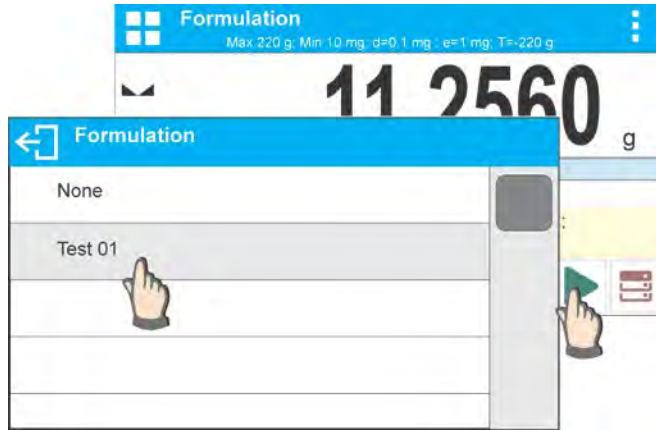 Formulation
Max 220 g; Min 10 mg; d=0.1 mg ; e=1 mg; T=-220 g
11.2560
g
Formulation
None
Test 01
: